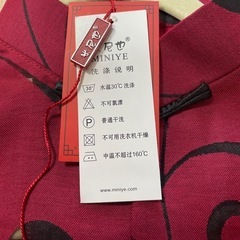 尼也®
MINIYE
洗涤说明
30° 水温30℃洗涤
不可氯漂
P 普通干洗
不可用洗衣机干燥
中温不超过160℃
www.miniye.com